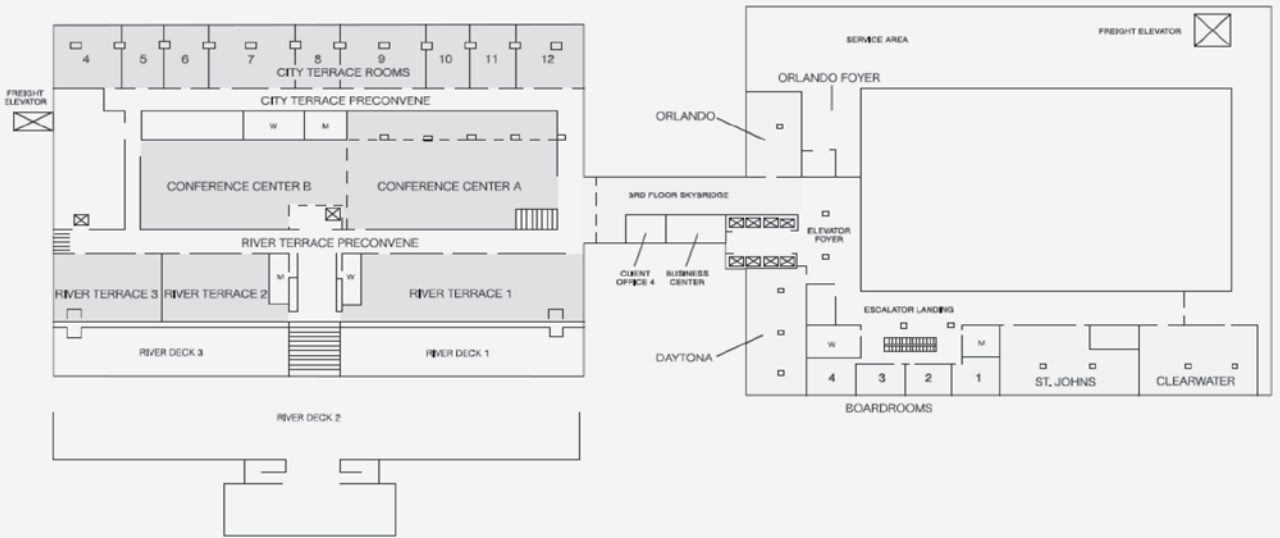 4
5
6
7
8
9
10
11
12
CITY TERRACE ROOMS
FREIGHT
ELEVATOR
CITY TERRACE PRECONVENE
W
M
CONFERENCE CENTER B
CONFERENCE CENTER A
RIVER TERRACE PRECONVENE
M
W
RIVER TERRACE 3
RIVER TERRACE 2
RIVER TERRACE 1
RIVER DECK 3
RIVER DECK 1
RIVER DECK 2
SERVICE AREA
FREIGHT ELEVATOR
ORLANDO FOYER
ORLANDO
3RD FLOOR SKYBRIDGE
ELEVATOR
FOYER
CLIENT
OFFICE 4
BUSINESS
CENTER
ESCALATOR LANDING
DAYTONA
W
M
4
3
2
1
ST. JOHNS
CLEARWATER
BOARDROOMS